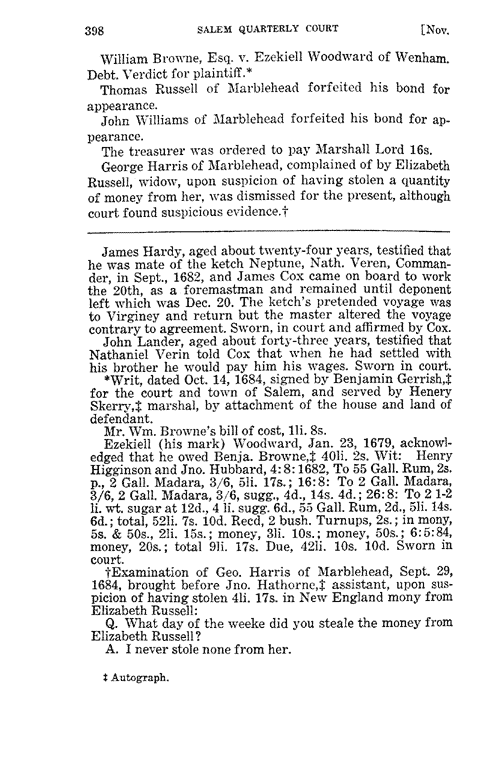 398 SALEM QUARTERLY COURT [Nov.
William Browne, Esq. v. Ezekiell Woodward of Wenham.
Debt. Verdict for plaintiff.*
Thomas Russell of Marblehead forfeited his bond for
appearance.
John Williams of Marblehead forfeited his bond for ap-
pearance.
The treasurer was ordered to pay Marshall Lord 16s.
George Harris of Marblehead, complained of by Elizabeth
Russell, widow, upon suspicion of having stolen a quantity
of money from her, was dismissed for the present, although
court found suspicious evidence.†
James Hardy, aged about twenty-four years, testified that
he was mate of the ketch Neptune, Nath. Veren, Comman-
der, in Sept., 1682, and James Cox came on board to work
the 20th, as a foremastman and remained until deponent
left which was Dec. 20. The ketch's pretended voyage was
to Virginey and return but the master altered the voyage
contrary to agreement. Sworn, in court and affirmed by Cox.
John Lander, aged about forty-three years, testified that
Nathaniel Verin told Cox that when he had settled with
his brother he would pay him his wages. Sworn in court.
*Writ, dated Oct. 14, 1684, signed by Benjamin Gerrish,‡
for the court and town of Salem, and served by Henery
Skerry,‡ marshal, by attachment of the house and land of
defendant.
Mr. Wm. Browne's bill of cost, 1li. 8s.
Ezekiell (his mark) Woodward, Jan. 23, 1679, acknowl-
edged that he owed Benja. Browne,‡ 40li. 2s. Wit: Henry
Higginson and Jno. Hubbard, 4:8:1682, To 55 Gall. Rum, 2s.
p., 2 Gall. Madara, 3/6, 5li. 17s.; 16:8: To 2 Gall. Madara,
3/6, 2 Gall. Madara, 3/6, sugg., 4d., 14s. 4d.; 26:8: To 2 1-2
li. wt. sugar at 12d., 4 li. sugg. 6d., 55 Gall. Rum, 2d., 5li. 14s.
6d.; total, 52li. 7s. 10d. Recd, 2 bush. Turnups, 2s.; in mony,
5s. & 50s., 2li. 15s.; money, 3li. 10s.; money, 50s.; 6:5:84,
money, 20s.; total 9li. 17s. Due, 42li. 10s. 10d. Sworn in
court.
†Examination of Geo. Harris of Marblehead, Sept. 29,
1684, brought before Jno. Hathorne,‡ assistant, upon sus-
picion of having stolen 4li. 17s. in New England mony from
Elizabeth Russell:
Q. What day of the weeke did you steale the money from
Elizabeth Russell?
A. I never stole none from her.
‡ Autograph.